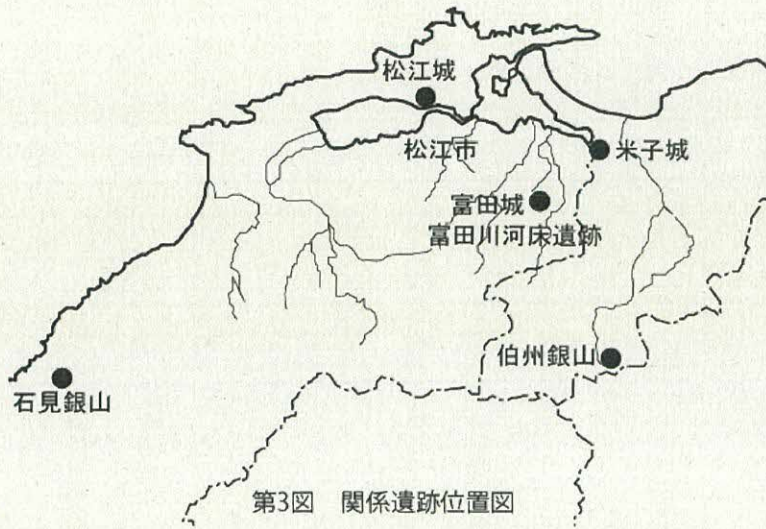 松江城
松江市
米子城
富田城
富田川河床遺跡
伯州銀山
石見銀山
第3図 関係遺跡位置図